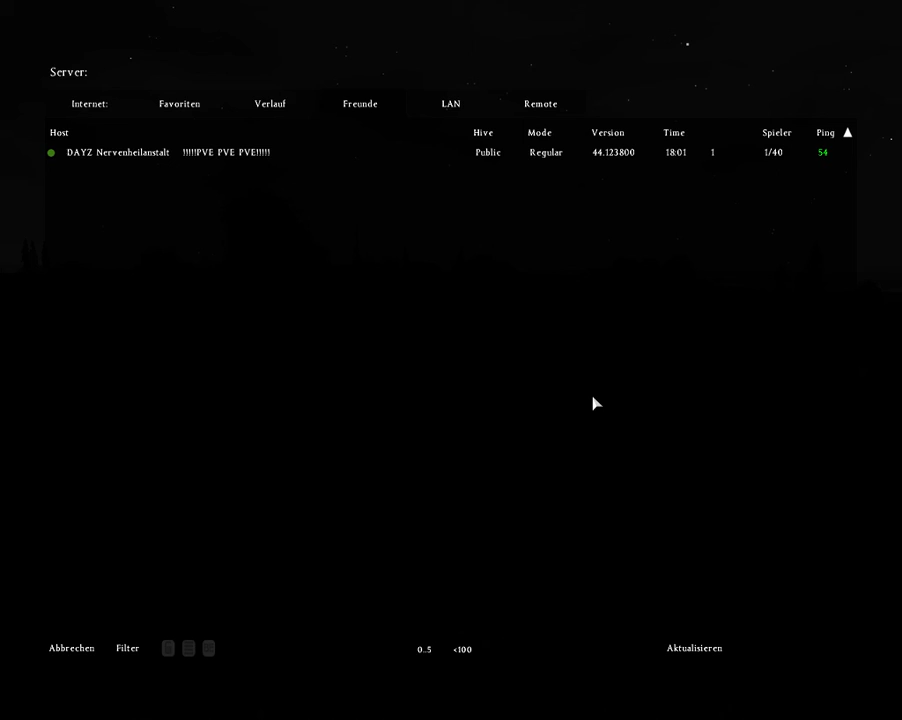 Server:
Internet: Favoriten Verlauf Freunde LAN Remote
Host Hive Mode Version Time Spieler Ping
DAYZ Nervenheilanstalt !!!!!PVE PVE PVE!!!!! Public Regular 44.123800 18:01 1 1/40 54
Abbrechen Filter 0..5 <100 Aktualisieren